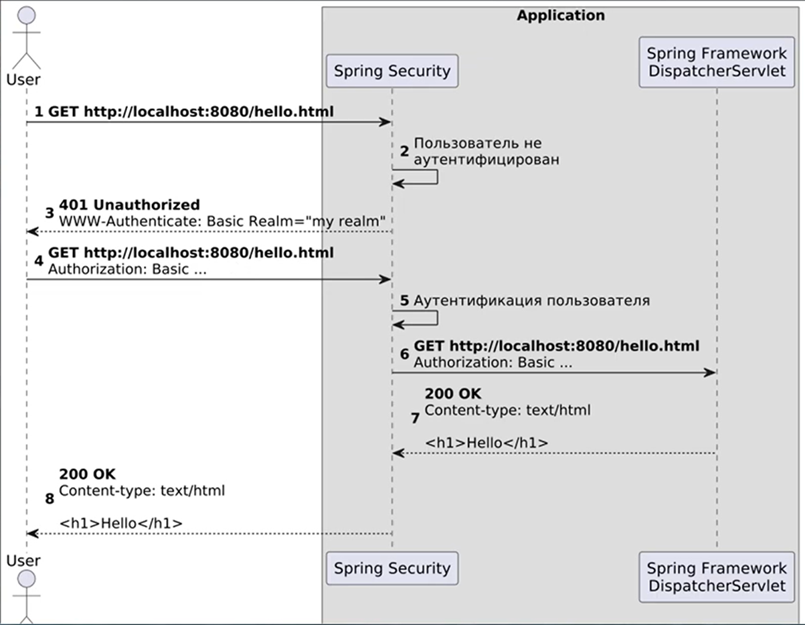 Application
User
Spring Security
Spring Framework
DispatcherServlet
1 GET http://localhost:8080/hello.html
2 Пользователь не
аутентифицирован
401 Unauthorized
3 WWW-Authenticate: Basic Realm="my realm"
4 GET http://localhost:8080/hello.html
Authorization: Basic ...
5 Аутентификация пользователя
6 GET http://localhost:8080/hello.html
Authorization: Basic ...
200 OK
7 Content-type: text/html
<h1>Hello</h1>
200 OK
8 Content-type: text/html
<h1>Hello</h1>
User
Spring Security
Spring Framework
DispatcherServlet